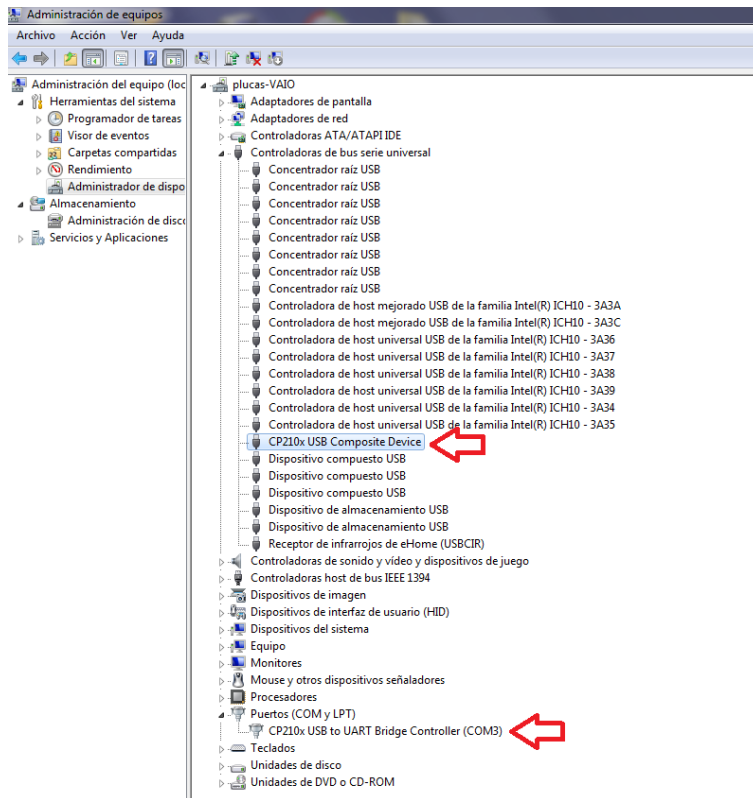 Administración de equipos
Archivo Acción Ver Ayuda
Administración del equipo (loc
Herramientas del sistema
Programador de tareas
Visor de eventos
Carpetas compartidas
Rendimiento
Administrador de dispo
Almacenamiento
Administración de disco
Servicios y Aplicaciones
plucas-VAIO
Adaptadores de pantalla
Adaptadores de red
Controladoras ATA/ATAPI IDE
Controladoras de bus serie universal
Concentrador raíz USB
Concentrador raíz USB
Concentrador raíz USB
Concentrador raíz USB
Concentrador raíz USB
Concentrador raíz USB
Concentrador raíz USB
Concentrador raíz USB
Controladora de host mejorado USB de la familia Intel(R) ICH10 - 3A3A
Controladora de host mejorado USB de la familia Intel(R) ICH10 - 3A3C
Controladora de host universal USB de la familia Intel(R) ICH10 - 3A36
Controladora de host universal USB de la familia Intel(R) ICH10 - 3A37
Controladora de host universal USB de la familia Intel(R) ICH10 - 3A38
Controladora de host universal USB de la familia Intel(R) ICH10 - 3A39
Controladora de host universal USB de la familia Intel(R) ICH10 - 3A34
Controladora de host universal USB de la familia Intel(R) ICH10 - 3A35
CP210x USB Composite Device
Dispositivo compuesto USB
Dispositivo compuesto USB
Dispositivo compuesto USB
Dispositivo de almacenamiento USB
Dispositivo de almacenamiento USB
Receptor de infrarrojos de eHome (USBCIR)
Controladoras de sonido y vídeo y dispositivos de juego
Controladoras host de bus IEEE 1394
Dispositivos de imagen
Dispositivos de interfaz de usuario (HID)
Dispositivos del sistema
Equipo
Monitores
Mouse y otros dispositivos señaladores
Procesadores
Puertos (COM y LPT)
CP210x USB to UART Bridge Controller (COM3)
Teclados
Unidades de disco
Unidades de DVD o CD-ROM